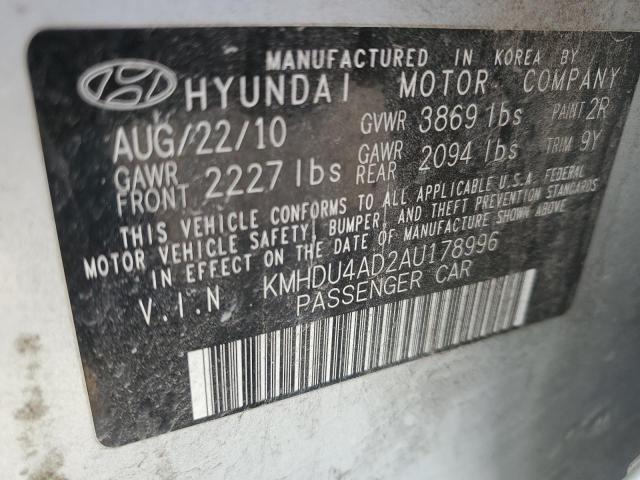 MANUFACTURED IN KOREA BY
HYUNDAI MOTOR COMPANY
AUG/22/10 GVWR 3869 lbs PAINT 2R
GAWR FRONT 2227 lbs GAWR REAR 2094 lbs TRIM 9Y
THIS VEHICLE CONFORMS TO ALL APPLICABLE U.S.A. FEDERAL
MOTOR VEHICLE SAFETY, BUMPER, AND THEFT PREVENTION STANDARDS
IN EFFECT ON THE DATE OF MANUFACTURE SHOWN ABOVE
V.I.N KMHDU4AD2AU178996
PASSENGER CAR